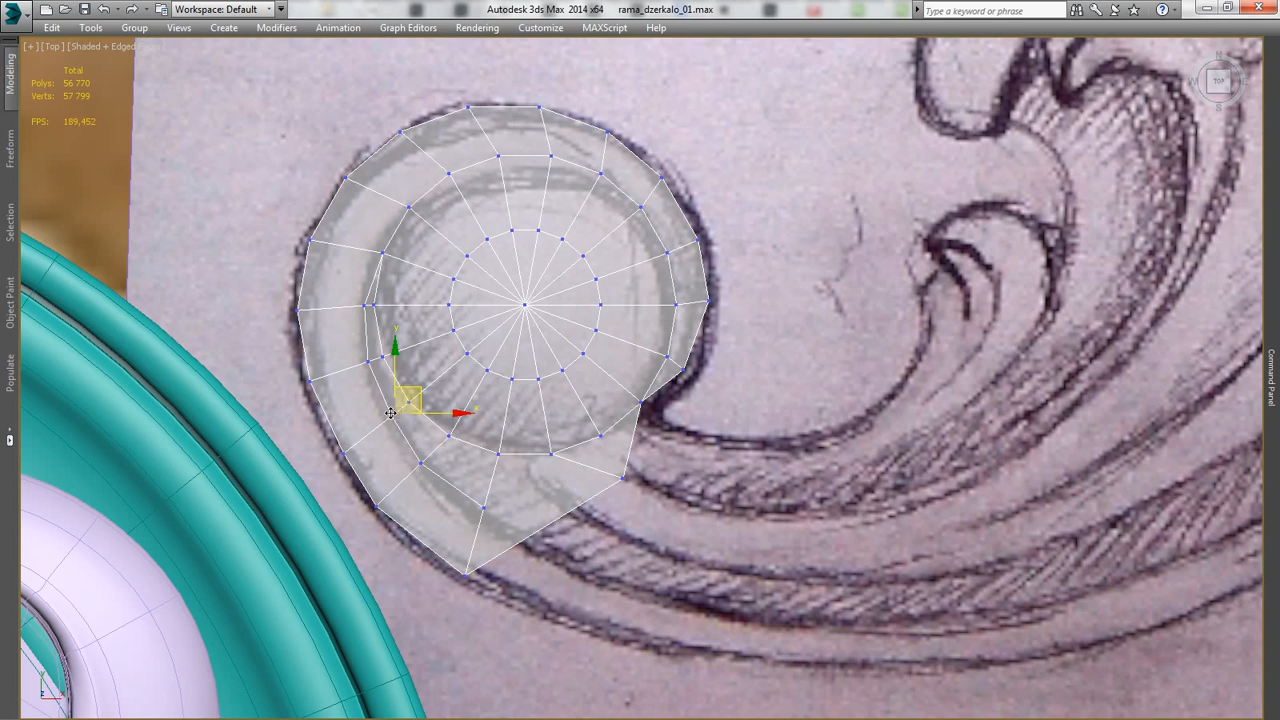 Workspace: Default
Autodesk 3ds Max 2014 x64 rama_dzerkalo_01.max
Type a keyword or phrase
Edit Tools Group Views Create Modifiers Animation Graph Editors Rendering Customize MAXScript Help
[+] [Top] [Shaded + Edged
Total
Polys: 56 770
Verts: 57 799
FPS: 189,452
Modeling
Freeform
Selection
Object Paint
Populate
TOP
N
W
E
S
y
x
Command Panel